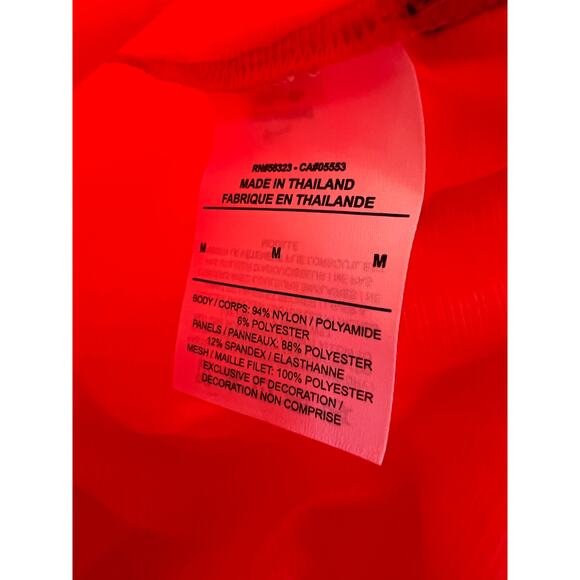 RN#56323 - CA#05553
MADE IN THAILAND
FABRIQUE EN THAILANDE
M M M
BODY / CORPS: 94% NYLON / POLYAMIDE
6% POLYESTER
PANELS / PANNEAUX: 88% POLYESTER
12% SPANDEX / ELASTHANNE
MESH / MAILLE FILET: 100% POLYESTER
EXCLUSIVE OF DECORATION /
DECORATION NON COMPRISE